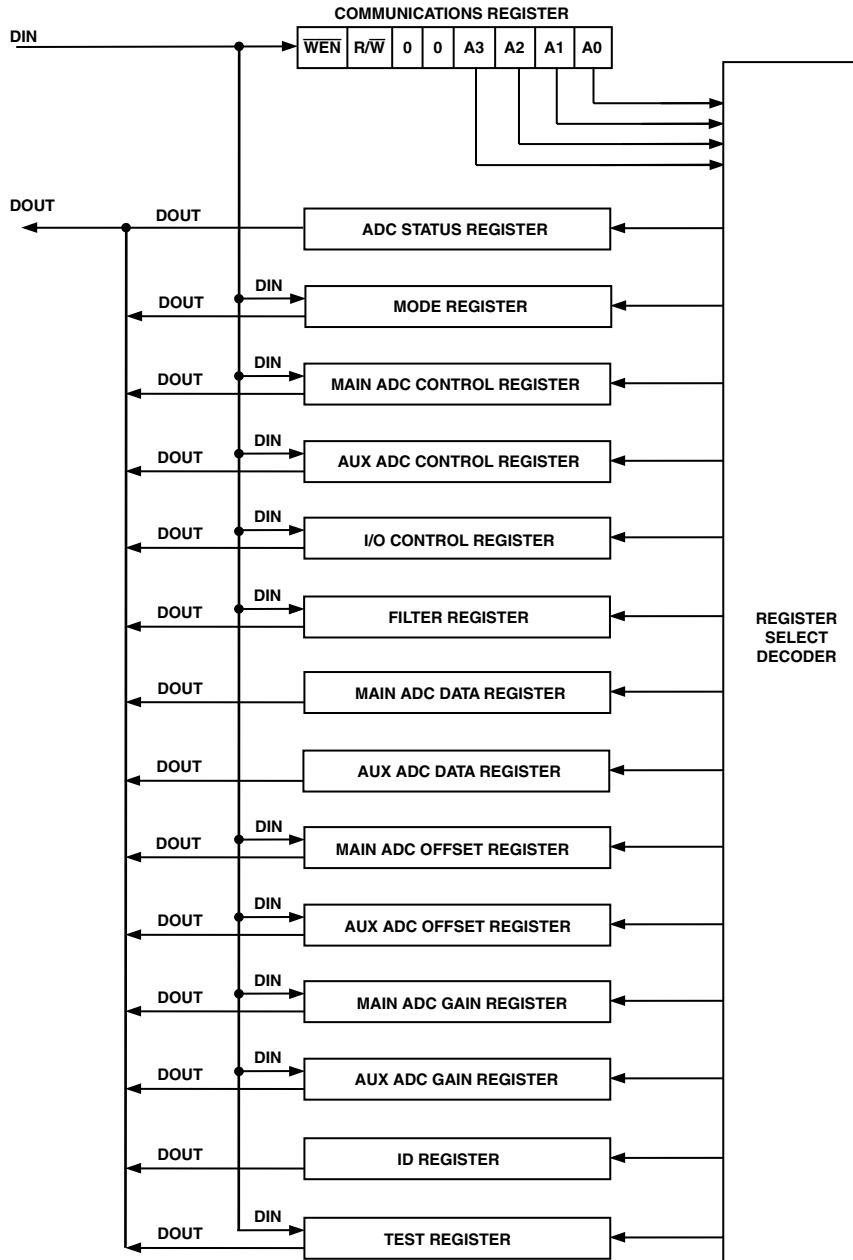 COMMUNICATIONS REGISTER
DIN
WEN R/W 0 0 A3 A2 A1 A0
DOUT
DOUT
ADC STATUS REGISTER
DIN
DOUT
MODE REGISTER
DIN
DOUT
MAIN ADC CONTROL REGISTER
DIN
DOUT
AUX ADC CONTROL REGISTER
DIN
DOUT
I/O CONTROL REGISTER
DIN
DOUT
FILTER REGISTER
REGISTER
SELECT
DECODER
DOUT
MAIN ADC DATA REGISTER
DOUT
AUX ADC DATA REGISTER
DIN
DOUT
MAIN ADC OFFSET REGISTER
DIN
DOUT
AUX ADC OFFSET REGISTER
DIN
DOUT
MAIN ADC GAIN REGISTER
DIN
DOUT
AUX ADC GAIN REGISTER
DOUT
ID REGISTER
DIN
DOUT
TEST REGISTER